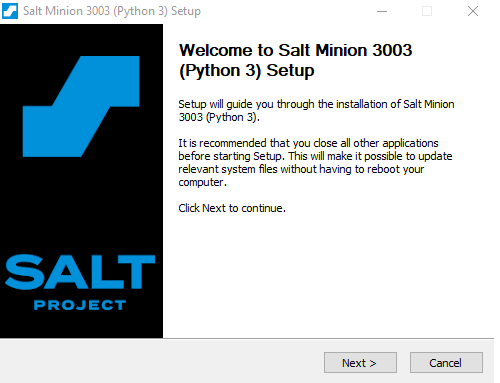 Salt Minion 3003 (Python 3) Setup
Welcome to Salt Minion 3003
(Python 3) Setup
Setup will guide you through the installation of Salt Minion
3003 (Python 3).
It is recommended that you close all other applications
before starting Setup. This will make it possible to update
relevant system files without having to reboot your
computer.
Click Next to continue.
SALT
PROJECT
Next >
Cancel